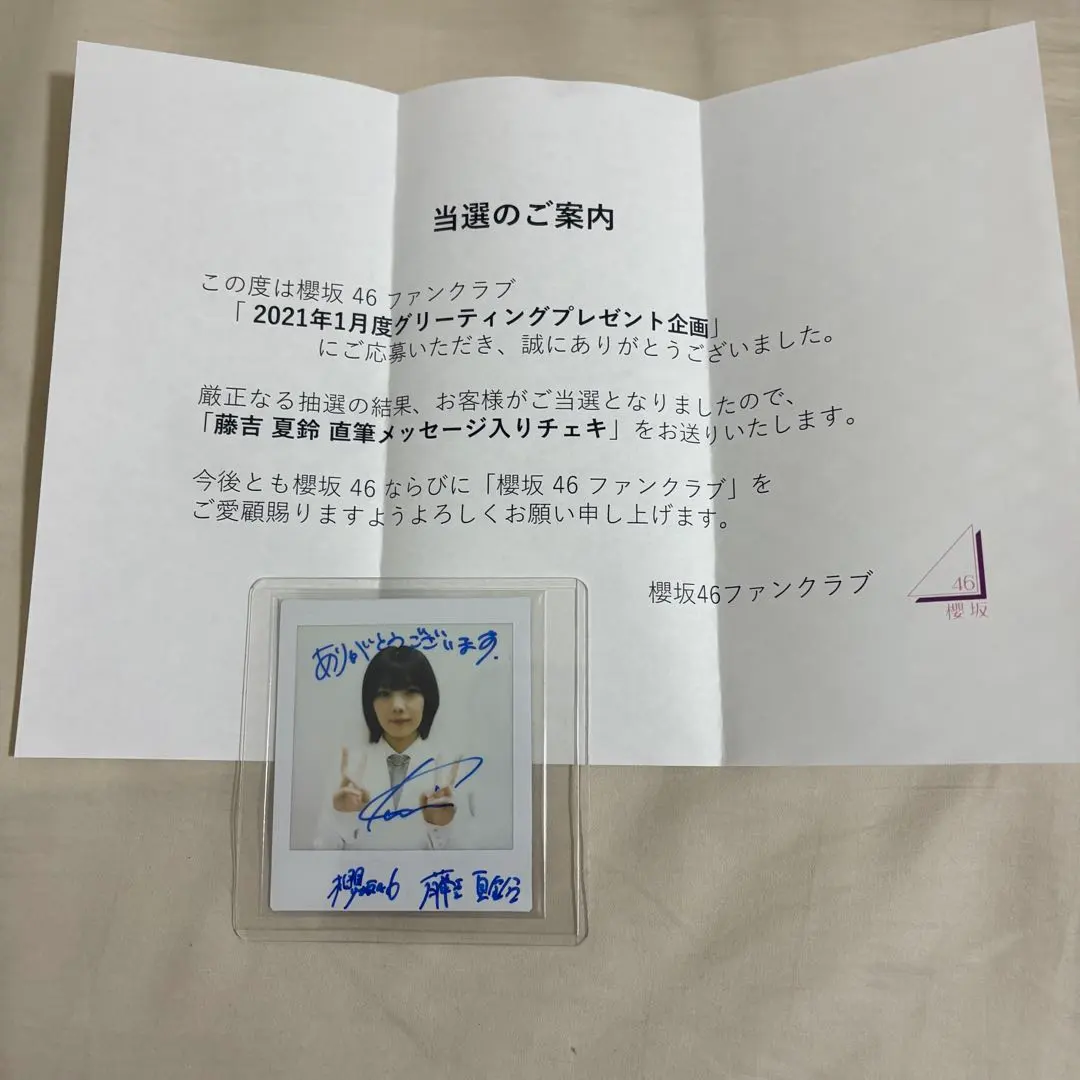 当選のご案内
この度は櫻坂 46 ファンクラブ
「 2021年1月度グリーティングプレゼント企画」
にご応募いただき、誠にありがとうございました。
厳正なる抽選の結果、お客様がご当選となりましたので、
「藤吉 夏鈴 直筆メッセージ入りチェキ」をお送りいたします。
今後とも櫻坂 46 ならびに「櫻坂 46 ファンクラブ」を
ご愛顧賜りますようよろしくお願い申し上げます。
櫻坂46ファンクラブ
46
櫻坂
ありがとうございます.
櫻坂46 藤吉 夏鈴